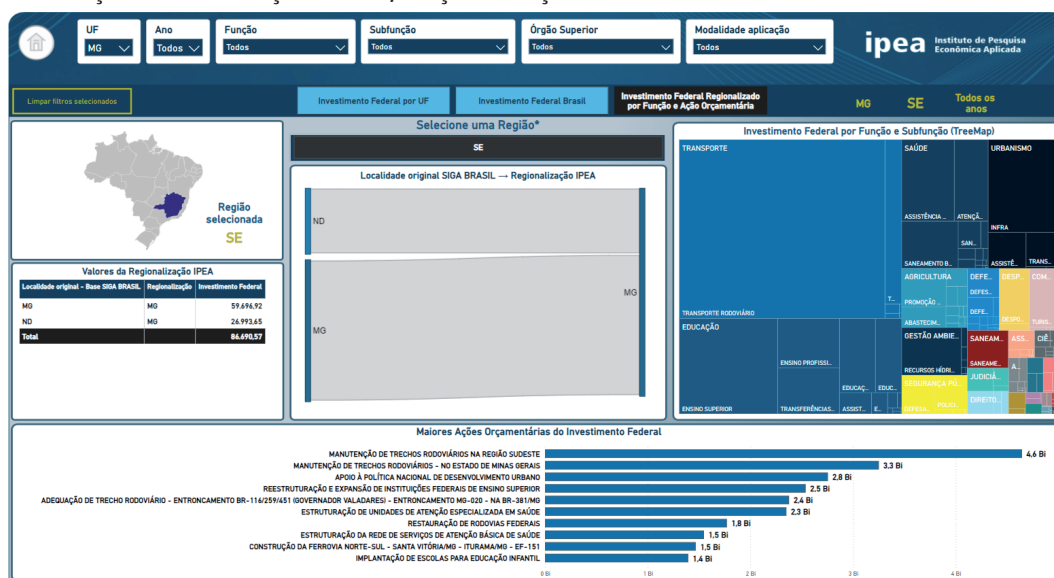 UF
MG
Ano
Todos
Função
Todos
Subfunção
Todos
Órgão Superior
Todos
Modalidade aplicação
Todos
ipea Instituto de Pesquisa
Econômica Aplicada
Limpar filtros selecionados
Investimento Federal por UF
Investimento Federal Brasil
Investimento Federal Regionalizado
por Função e Ação Orçamentária
MG
SE
Todos os
anos
Região
selecionada
SE
Selecione uma Região*
SE
Valores da Regionalização IPEA
Localidade original - Base SIGA BRASIL Regionalização Investimento Federal
MG MG 59.696,92
ND MG 26.993,65
Total 86.690,57
Localidade original SIGA BRASIL → Regionalização IPEA
ND
MG
MG
Investimento Federal por Função e Subfunção (TreeMap)
TRANSPORTE
TRANSPORTE RODOVIÁRIO
T...
EDUCAÇÃO
ENSINO SUPERIOR
ENSINO PROFISSI...
TRANSFERÊNCIAS...
EDUCAÇ...
EDUC...
ASSIST...
E...
SAÚDE
ASSISTÊNCIA ...
ATENÇÃ...
SAN...
SANEAMENTO B...
URBANISMO
INFRA
ASSISTÊ...
TRANS...
AGRICULTURA
PROMOÇÃO ...
ABASTECIM...
DEFE...
DEFES...
DEFE...
DESP...
DESPO...
COM...
TURIS...
GESTÃO AMBIE...
RECURSOS HÍDRI...
SANEAM...
SANEAME...
ASS...
CIÊ...
A...
SEGURANÇA PÚ...
DEFESA...
POLICI...
JUDICIÁ...
DIREITO...
Maiores Ações Orçamentárias do Investimento Federal
MANUTENÇÃO DE TRECHOS RODOVIÁRIOS NA REGIÃO SUDESTE 4,6 Bi
MANUTENÇÃO DE TRECHOS RODOVIÁRIOS - NO ESTADO DE MINAS GERAIS 3,3 Bi
APOIO À POLÍTICA NACIONAL DE DESENVOLVIMENTO URBANO 2,8 Bi
REESTRUTURAÇÃO E EXPANSÃO DE INSTITUIÇÕES FEDERAIS DE ENSINO SUPERIOR 2,5 Bi
ADEQUAÇÃO DE TRECHO RODOVIÁRIO - ENTRONCAMENTO BR-116/259/451 (GOVERNADOR VALADARES) - ENTRONCAMENTO MG-020 - NA BR-381/MG 2,4 Bi
ESTRUTURAÇÃO DE UNIDADES DE ATENÇÃO ESPECIALIZADA EM SAÚDE 2,3 Bi
RESTAURAÇÃO DE RODOVIAS FEDERAIS 1,8 Bi
ESTRUTURAÇÃO DA REDE DE SERVIÇOS DE ATENÇÃO BÁSICA DE SAÚDE 1,5 Bi
CONSTRUÇÃO DA FERROVIA NORTE-SUL - SANTA VITÓRIA/MG - ITURAMA/MG - EF-151 1,5 Bi
IMPLANTAÇÃO DE ESCOLAS PARA EDUCAÇÃO INFANTIL 1,4 Bi
0 Bi 1 Bi 2 Bi 3 Bi 4 Bi